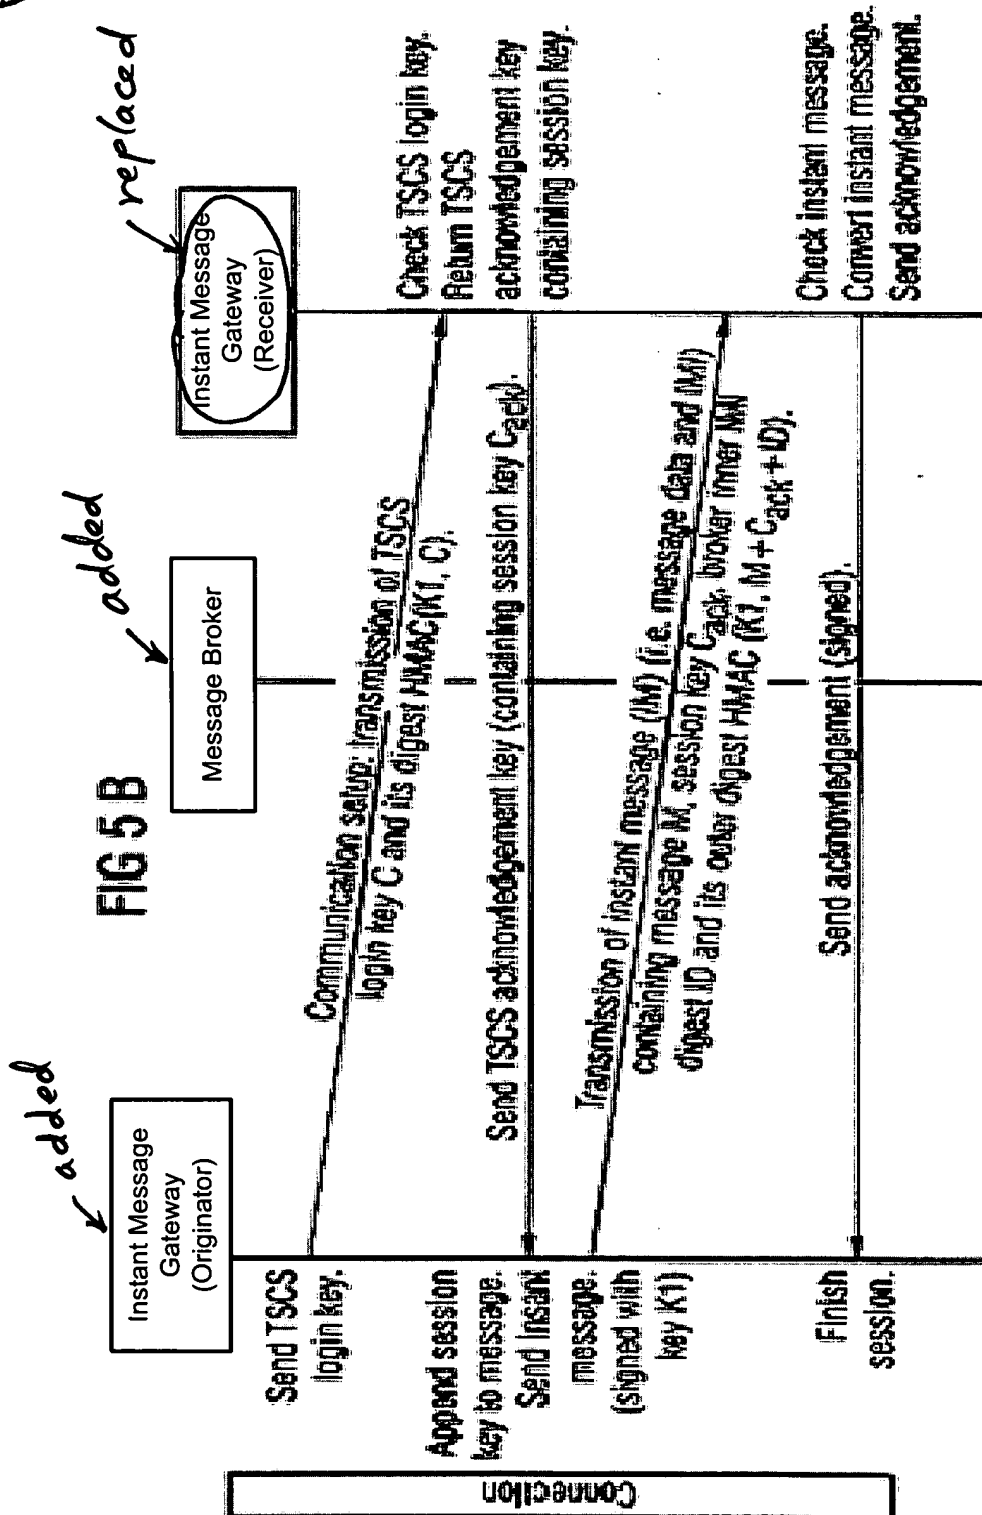 FIG 5 B
added
Instant Message
Gateway
(Originator)
added
Message Broker
replaced
Instant Message
Gateway
(Receiver)
Send TSCS
login key.
Communication setup: transmission of TSCS
login key C and its digest HMAC(K1, C).
Check TSCS login key.
Return TSCS
acknowledgement key
containing session key.
Send TSCS acknowledgement key (containing session key Cack).
Append session
key to message.
Send Insant
message.
(signed with
key K1)
Transmission of instant message (IM) (i.e. message data and IMI)
containing message M, session key Cack, broker inner
digest ID and its outer digest HMAC (K1, M + Cack + ID).
Check instant message.
Convert instant message.
Send acknowledgement.
Send acknowledgement (signed).
Finish
session.
Connection